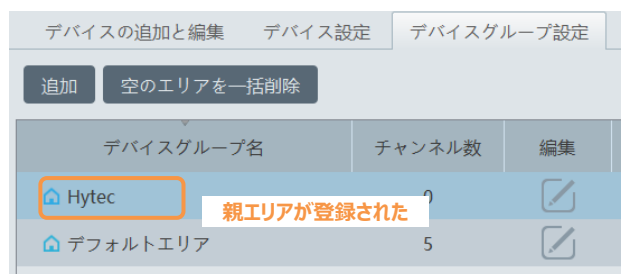 デバイスの追加と編集 デバイス設定 デバイスグループ設定
追加 空のエリアを一括削除
デバイスグループ名 チャンネル数 編集
Hytec 0
親エリアが登録された
デフォルトエリア 5